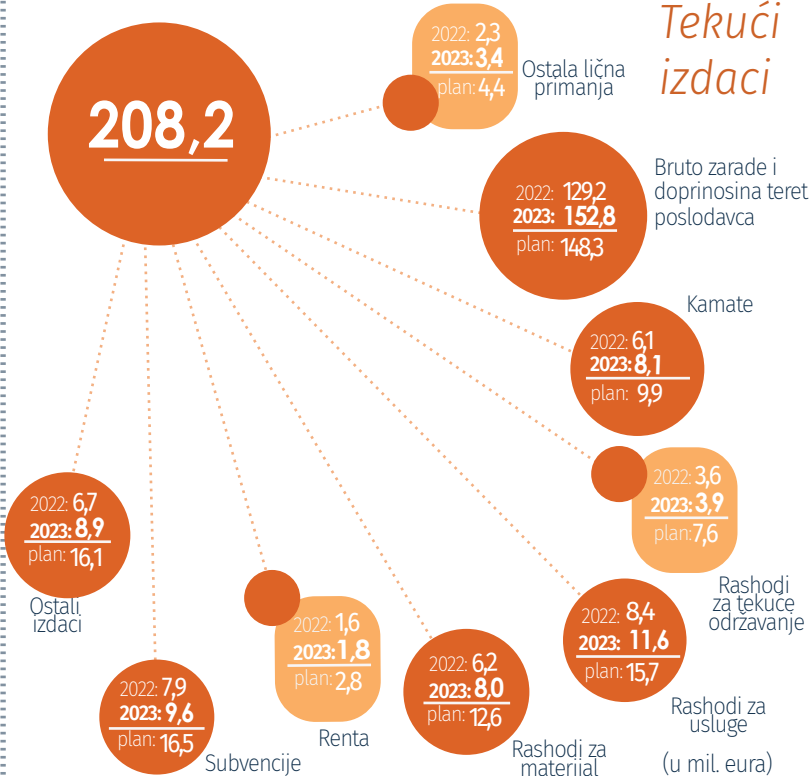 Tekući
izdaci
208,2
2022: 2,3
2023: 3,4
plan: 4,4
Ostala lična
primanja
2022: 129,2
2023: 152,8
plan: 148,3
Bruto zarade i
doprinosina teret
poslodavca
Kamate
2022: 6,1
2023: 8,1
plan: 9,9
2022: 3,6
2023: 3,9
plan: 7,6
Rashodi
za tekuće
održavanje
2022: 8,4
2023: 11,6
plan: 15,7
Rashodi za
usluge
2022: 6,2
2023: 8,0
plan: 12,6
Rashodi za
materijal
2022: 1,6
2023: 1,8
plan: 2,8
Renta
2022: 7,9
2023: 9,6
plan: 16,5
Subvencije
2022: 6,7
2023: 8,9
plan: 16,1
Ostali
izdaci
(u mil. eura)